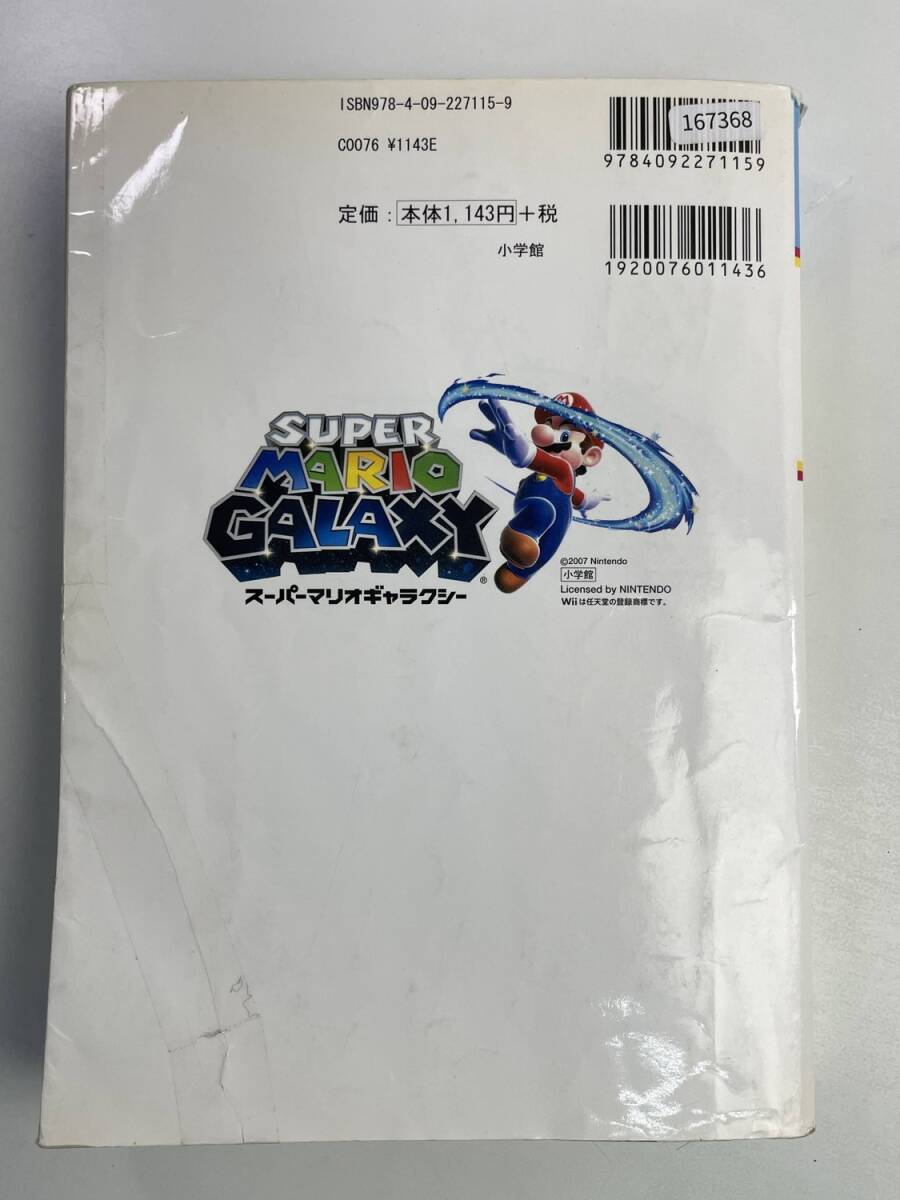 ISBN978-4-09-227115-9
C0076 ¥1143E
167368
9784092271159
定価：本体1,143円＋税
小学館
1920076011436
SUPER
MARIO
GALAXY®
スーパーマリオギャラクシー
M
©2007 Nintendo
小学館
Licensed by NINTENDO
Wiiは任天堂の登録商標です。